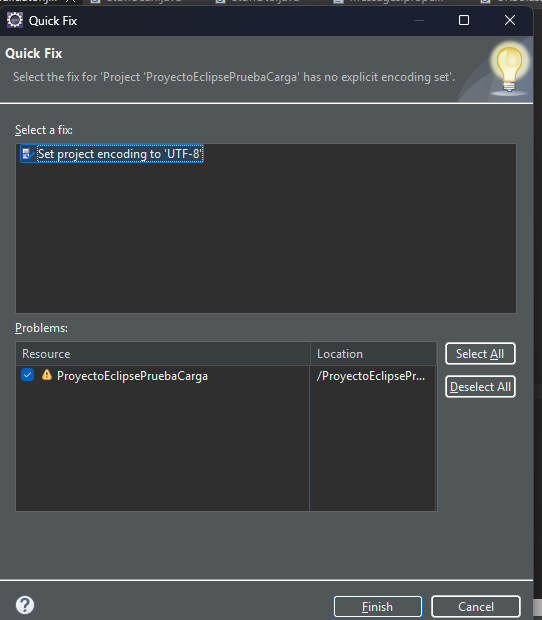 Quick Fix
Quick Fix
Select the fix for 'Project 'ProyectoEclipsePruebaCarga' has no explicit encoding set'.
Select a fix:
Set project encoding to 'UTF-8'
Problems:
Resource Location
ProyectoEclipsePruebaCarga /ProyectoEclipsePr...
Select All
Deselect All
Finish Cancel